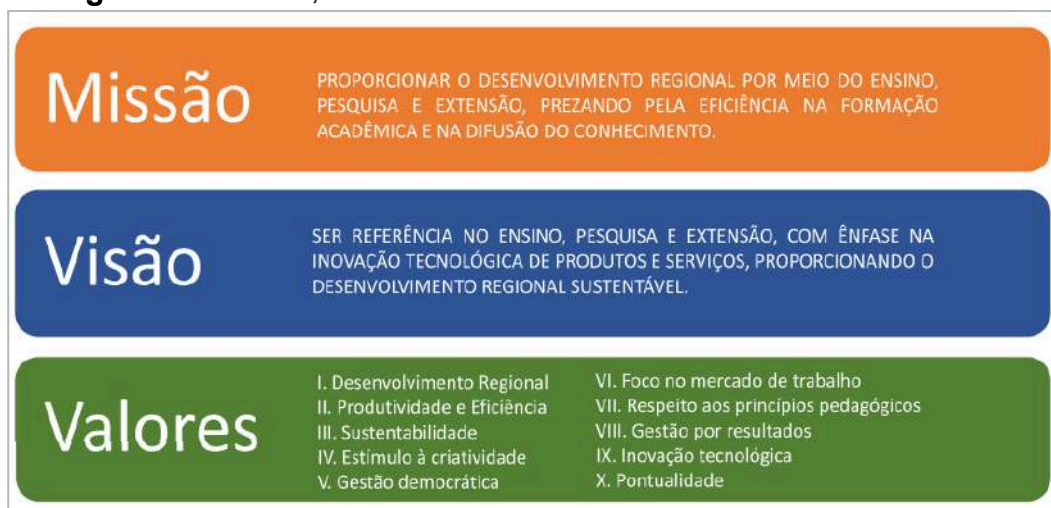 Missão
PROPORCIONAR O DESENVOLVIMENTO REGIONAL POR MEIO DO ENSINO,
PESQUISA E EXTENSÃO, PREZANDO PELA EFICIÊNCIA NA FORMAÇÃO
ACADÊMICA E NA DIFUSÃO DO CONHECIMENTO.
Visão
SER REFERÊNCIA NO ENSINO, PESQUISA E EXTENSÃO, COM ÊNFASE NA
INOVAÇÃO TECNOLÓGICA DE PRODUTOS E SERVIÇOS, PROPORCIONANDO O
DESENVOLVIMENTO REGIONAL SUSTENTÁVEL.
Valores
I. Desenvolvimento Regional
II. Produtividade e Eficiência
III. Sustentabilidade
IV. Estímulo à criatividade
V. Gestão democrática
VI. Foco no mercado de trabalho
VII. Respeito aos princípios pedagógicos
VIII. Gestão por resultados
IX. Inovação tecnológica
X. Pontualidade